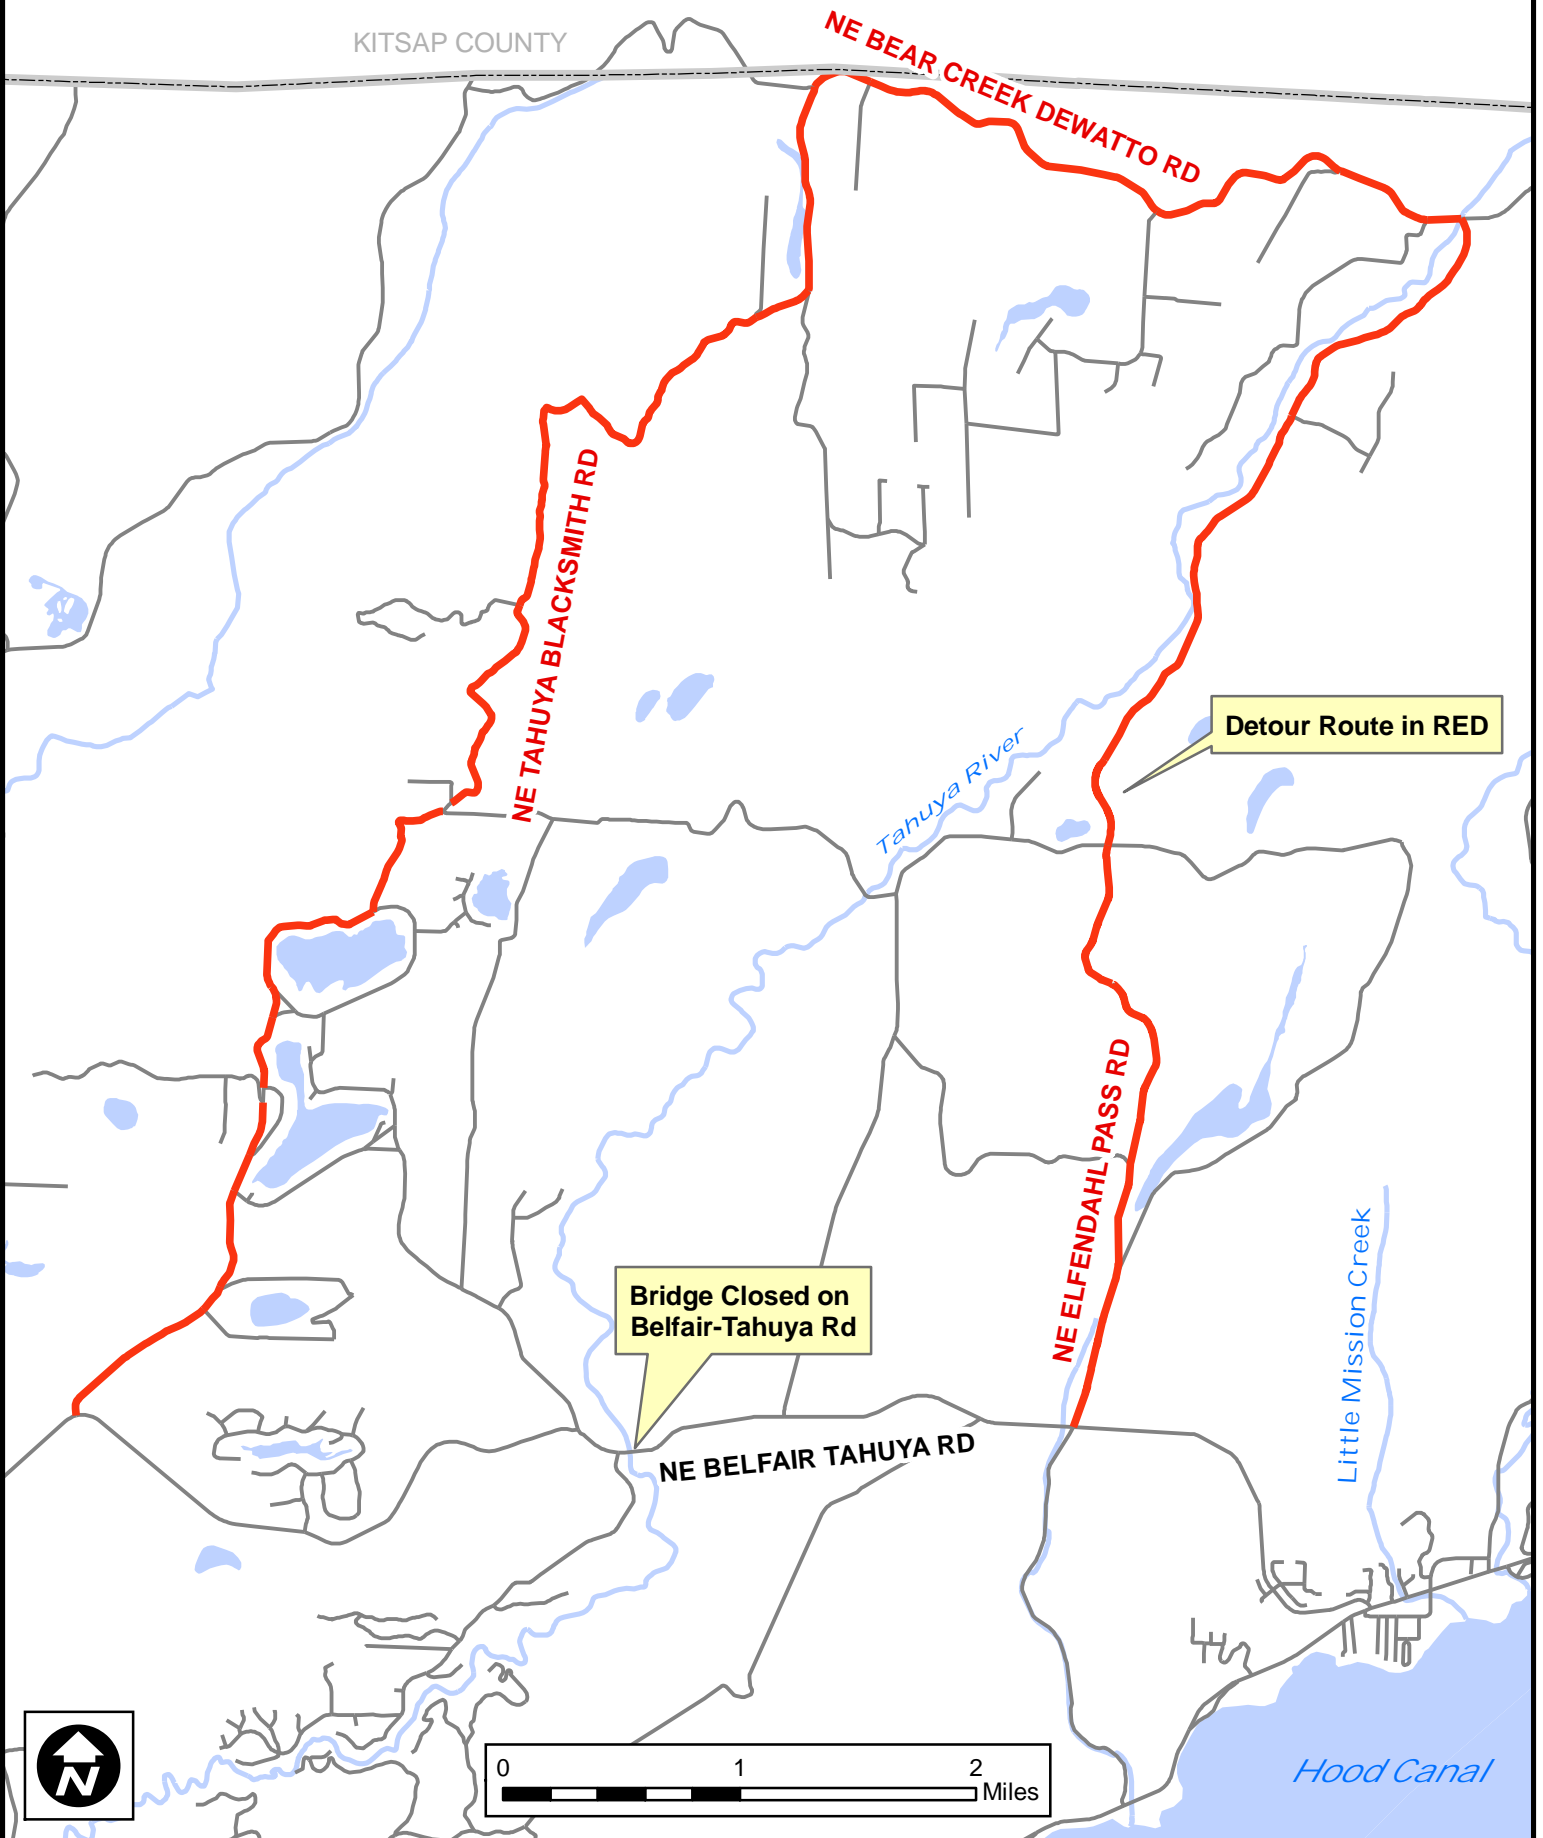 KITSAP COUNTY
NE BEAR CREEK DEWATTO RD
NE TAHUYA BLACKSMITH RD
Detour Route in RED
Tahuya River
NE ELFENDAHL PASS RD
Little Mission Creek
Bridge Closed on
Belfair-Tahuya Rd
NE BELFAIR TAHUYA RD
N
0 1 2
Miles
Hood Canal